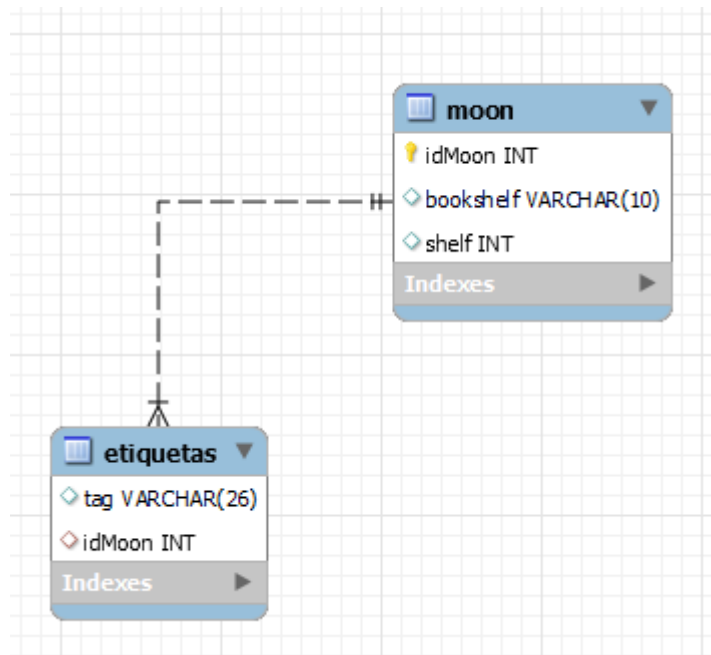 moon
idMoon INT
bookshelf VARCHAR(10)
shelf INT
Indexes
etiquetas
tag VARCHAR(26)
idMoon INT
Indexes